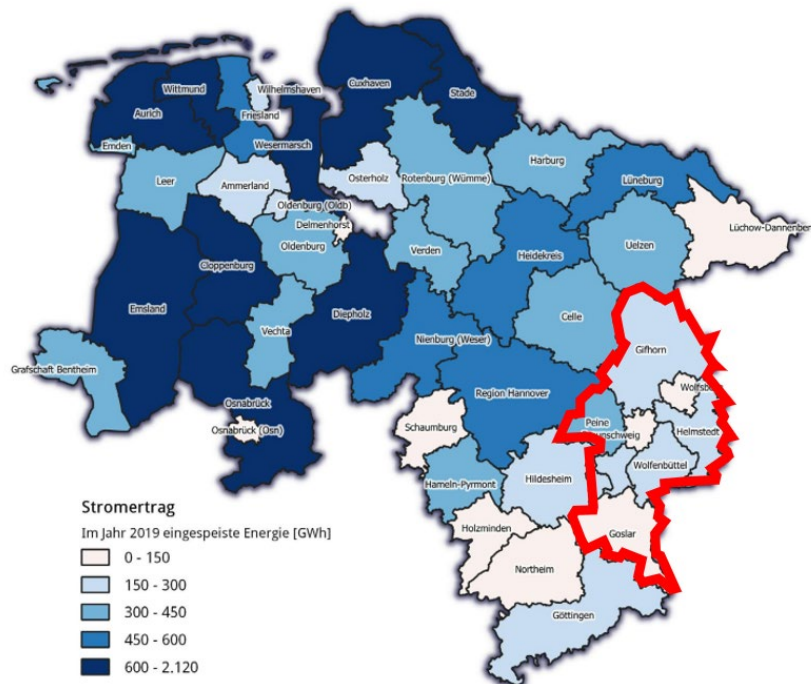 Cuxhaven
Stade
Wittmund
Wilhelmshaven
Aurich
Friesland
Emden
Wesermarsch
Harburg
Leer
Ammerland
Osterholz
Rotenburg (Wümme)
Lüneburg
Oldenburg (Oldb)
Delmenhorst
Lüchow-Dannenber
Oldenburg
Verden
Uelzen
Cloppenburg
Heidekreis
Emsland
Diepholz
Celle
Vechta
Nienburg (Weser)
Gifhorn
Grafschaft Bentheim
Region Hannover
Osnabrück
Schaumburg
Peine
Helmstedt
Osnabrück (Osn)
unschweig
Wolfenbüttel
Hameln-Pyrmont
Hildesheim
Stromertrag
Holzminden
Goslar
Im Jahr 2019 eingespeiste Energie [GWh]
0 - 150
Northeim
150 - 300
300 - 450
Göttingen
450 - 600
600 - 2.120